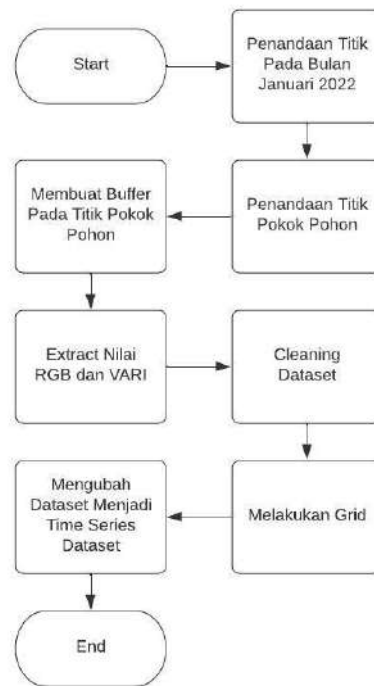 Start
Penandaan Titik
Pada Bulan
Januari 2022
Penandaan Titik
Pokok Pohon
Membuat Buffer
Pada Titik Pokok
Pohon
Extract Nilai
RGB dan VARI
Cleaning
Dataset
Melakukan Grid
Mengubah
Dataset Menjadi
Time Series
Dataset
End